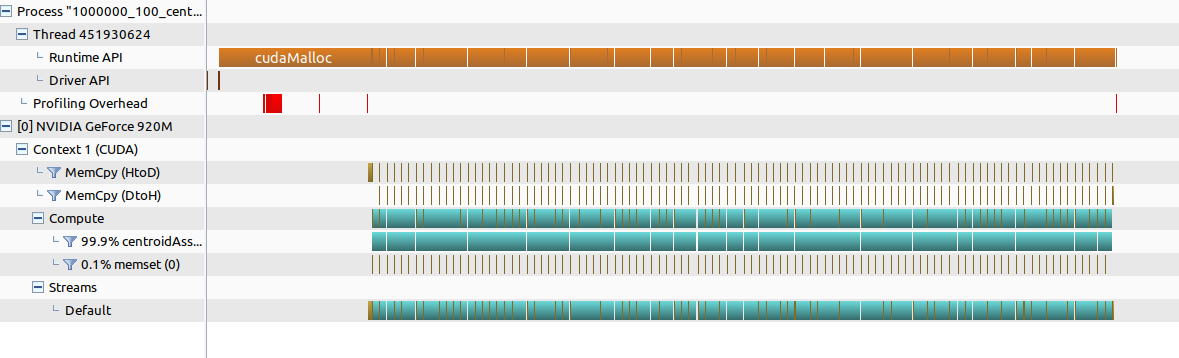 Process "1000000_100_cent...
Thread 451930624
Runtime API
cudaMalloc
Driver API
Profiling Overhead
[0] NVIDIA GeForce 920M
Context 1 (CUDA)
MemCpy (HtoD)
MemCpy (DtoH)
Compute
99.9% centroidAss...
0.1% memset (0)
Streams
Default